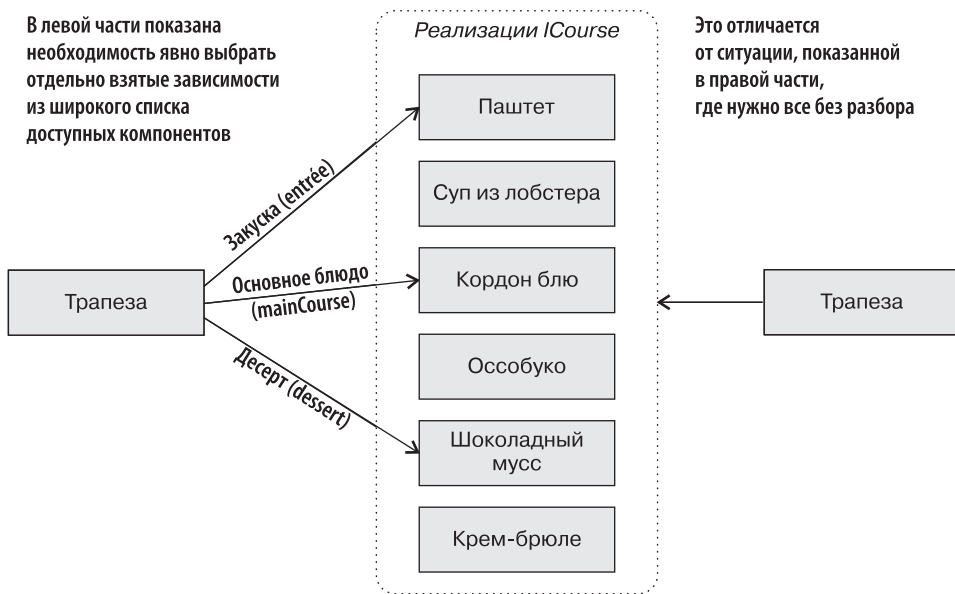 В левой части показана
необходимость явно выбрать
отдельно взятые зависимости
из широкого списка
доступных компонентов
Реализации ICourse
Это отличается
от ситуации, показанной
в правой части,
где нужно все без разбора
Паштет
Суп из лобстера
Кордон блю
Оссобуко
Шоколадный
мусс
Крем-брюле
Трапеза
Закуска (entrée)
Основное блюдо
(mainCourse)
Десерт (dessert)
Трапеза